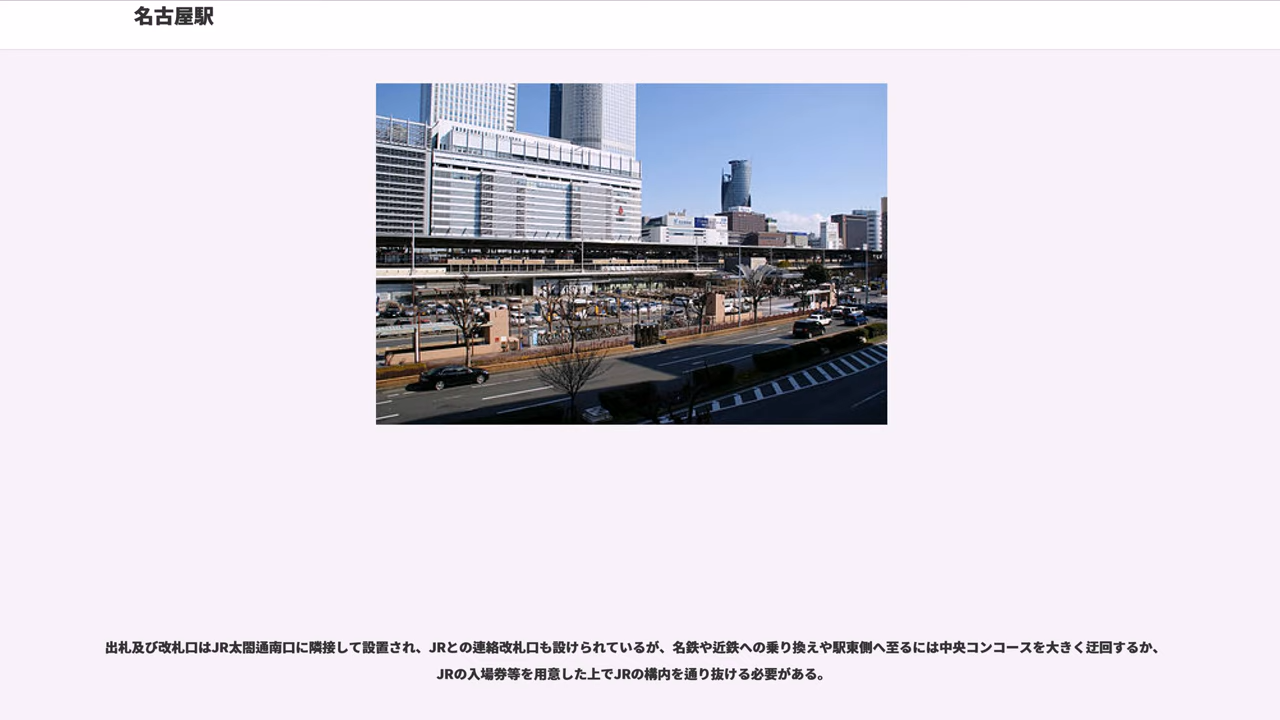 名古屋駅
出札及び改札口はJR太閤通南口に隣接して設置され、JRとの連絡改札口も設けられているが、名鉄や近鉄への乗り換えや駅東側へ至るには中央コンコースを大きく迂回するか、
JRの入場券等を用意した上でJRの構内を通り抜ける必要がある。